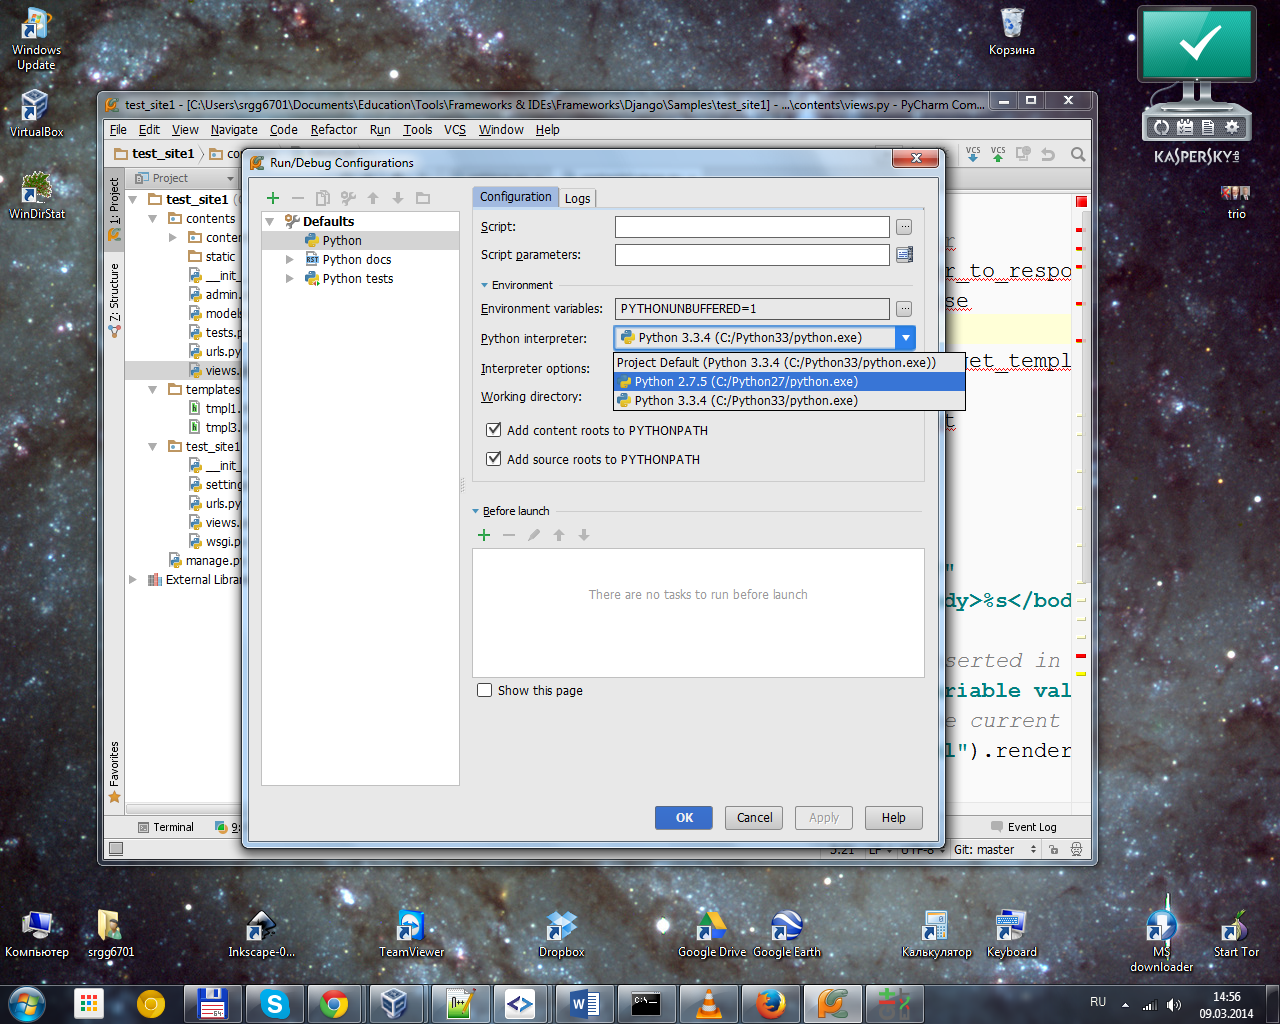 Windows
Update
VirtualBox
WinDirStat
Корзина
KASPERSKY
trio
test_site1 - [C:\Users\srgg6701\Documents\Education\Tools\Frameworks & IDEs\Frameworks\Django\Samples\test_site1] - ...\contents\views.py - PyCharm Com...
File Edit View Navigate Code Refactor Run Tools VCS Window Help
test_site1
VCS VCS
Run/Debug Configurations
1: Project
Z: Structure
Favorites
Project
test_site1
contents
conter
static
__init_
admin.
models
tests.p
urls.py
views.
templates
tmpl1.
tmpl3.
test_site1
__init_
setting
urls.py
views.
wsgi.p
manage.p
External Libra
Defaults
Python
Python docs
Python tests
Configuration Logs
Script:
Script parameters:
Environment
Environment variables: PYTHONUNBUFFERED=1
Python interpreter: Python 3.3.4 (C:/Python33/python.exe)
Project Default (Python 3.3.4 (C:/Python33/python.exe))
Interpreter options:
Python 2.7.5 (C:/Python27/python.exe)
Working directory:
Python 3.3.4 (C:/Python33/python.exe)
Add content roots to PYTHONPATH
Add source roots to PYTHONPATH
Before launch
There are no tasks to run before launch
Show this page
OK Cancel Apply Help
r
r_to_respo
se
get_templ
t
"
dy>%s</bod
serted in
riable val
e current
l").render
Terminal 9: Event Log
5:21 LF UTF-8 Git: master
Компьютер
srgg6701
Inkscape-0...
TeamViewer
Dropbox
Google Drive
Google Earth
Калькулятор
Keyboard
MS
downloader
Start Tor
RU
14:56
09.03.2014